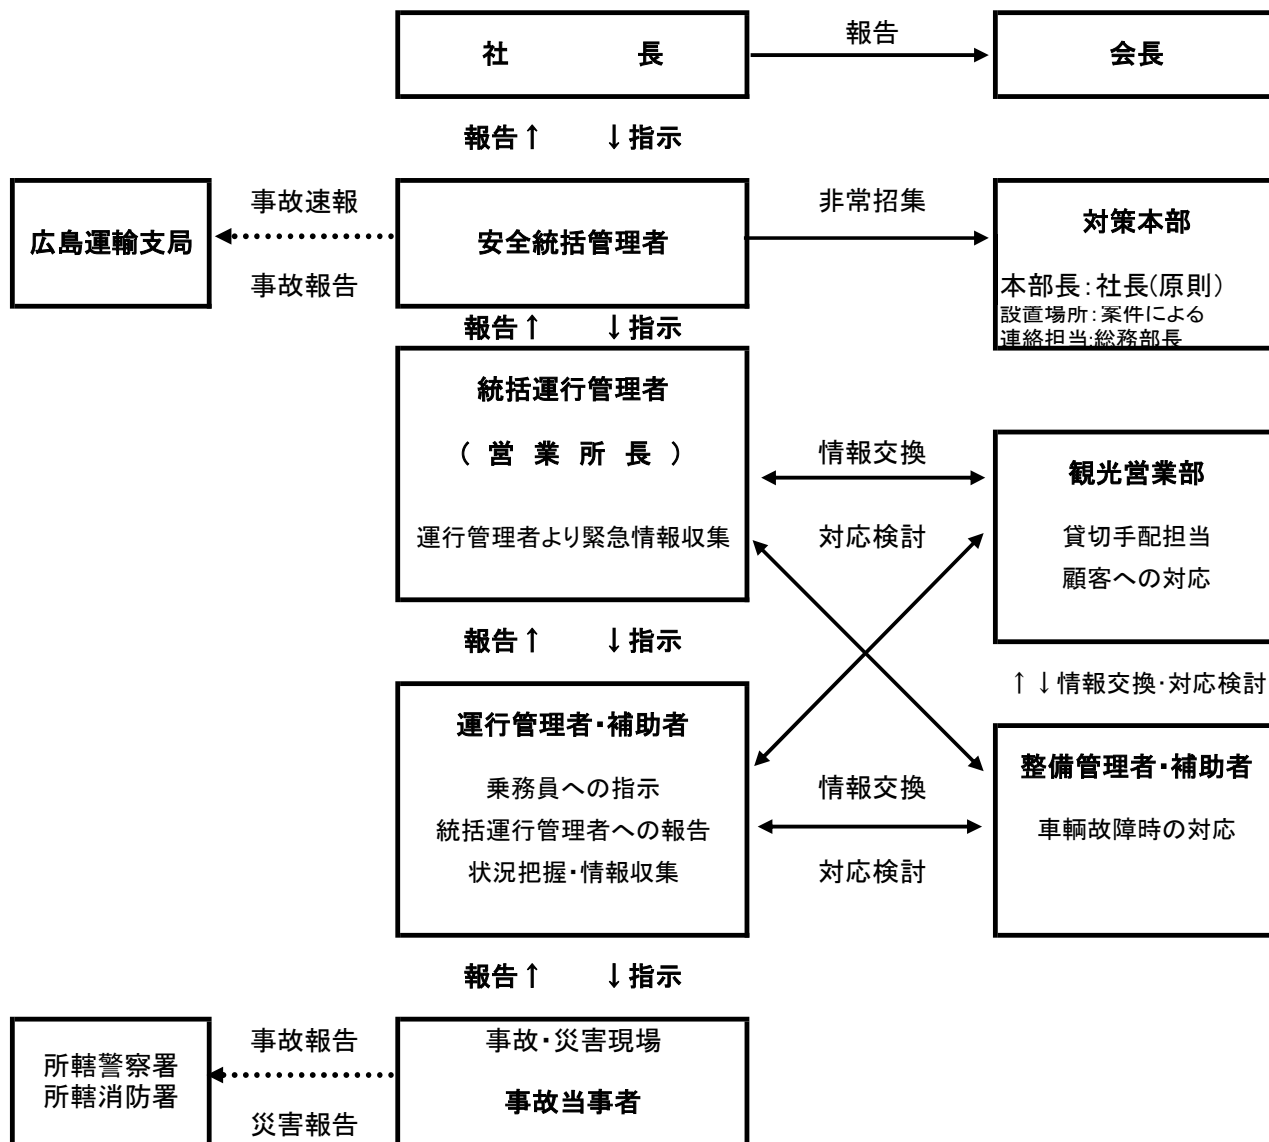 社　　　　　長
報告
会長
報告↑　　↓指示
広島運輸支局
事故速報
事故報告
安全統括管理者
非常招集
対策本部
本部長：社長(原則）
設置場所：案件による
連絡担当:総務部長
報告↑　　↓指示
統括運行管理者
（ 営 業 所 長 ）
運行管理者より緊急情報収集
情報交換
対応検討
観光営業部
貸切手配担当
顧客への対応
報告↑　　↓指示
↑ ↓情報交換･対応検討
運行管理者・補助者
乗務員への指示
統括運行管理者への報告
状況把握・情報収集
情報交換
対応検討
整備管理者・補助者
車輌故障時の対応
報告↑　　↓指示
所轄警察署
所轄消防署
事故報告
災害報告
事故・災害現場
事故当事者